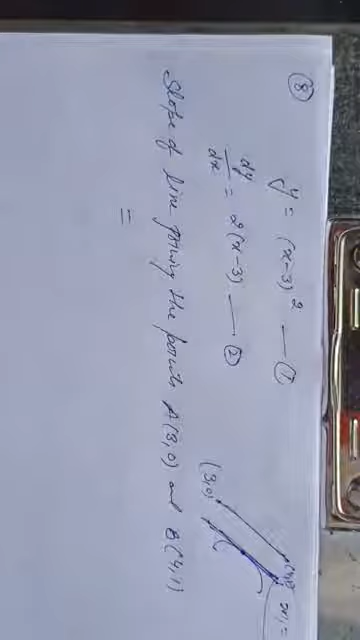 ⑧ y = (x-3)² — ①
dy/dx = 2(x-3) — ②
(3,0)
Slope of line joining the points A(3,0) and B(4,1)
=